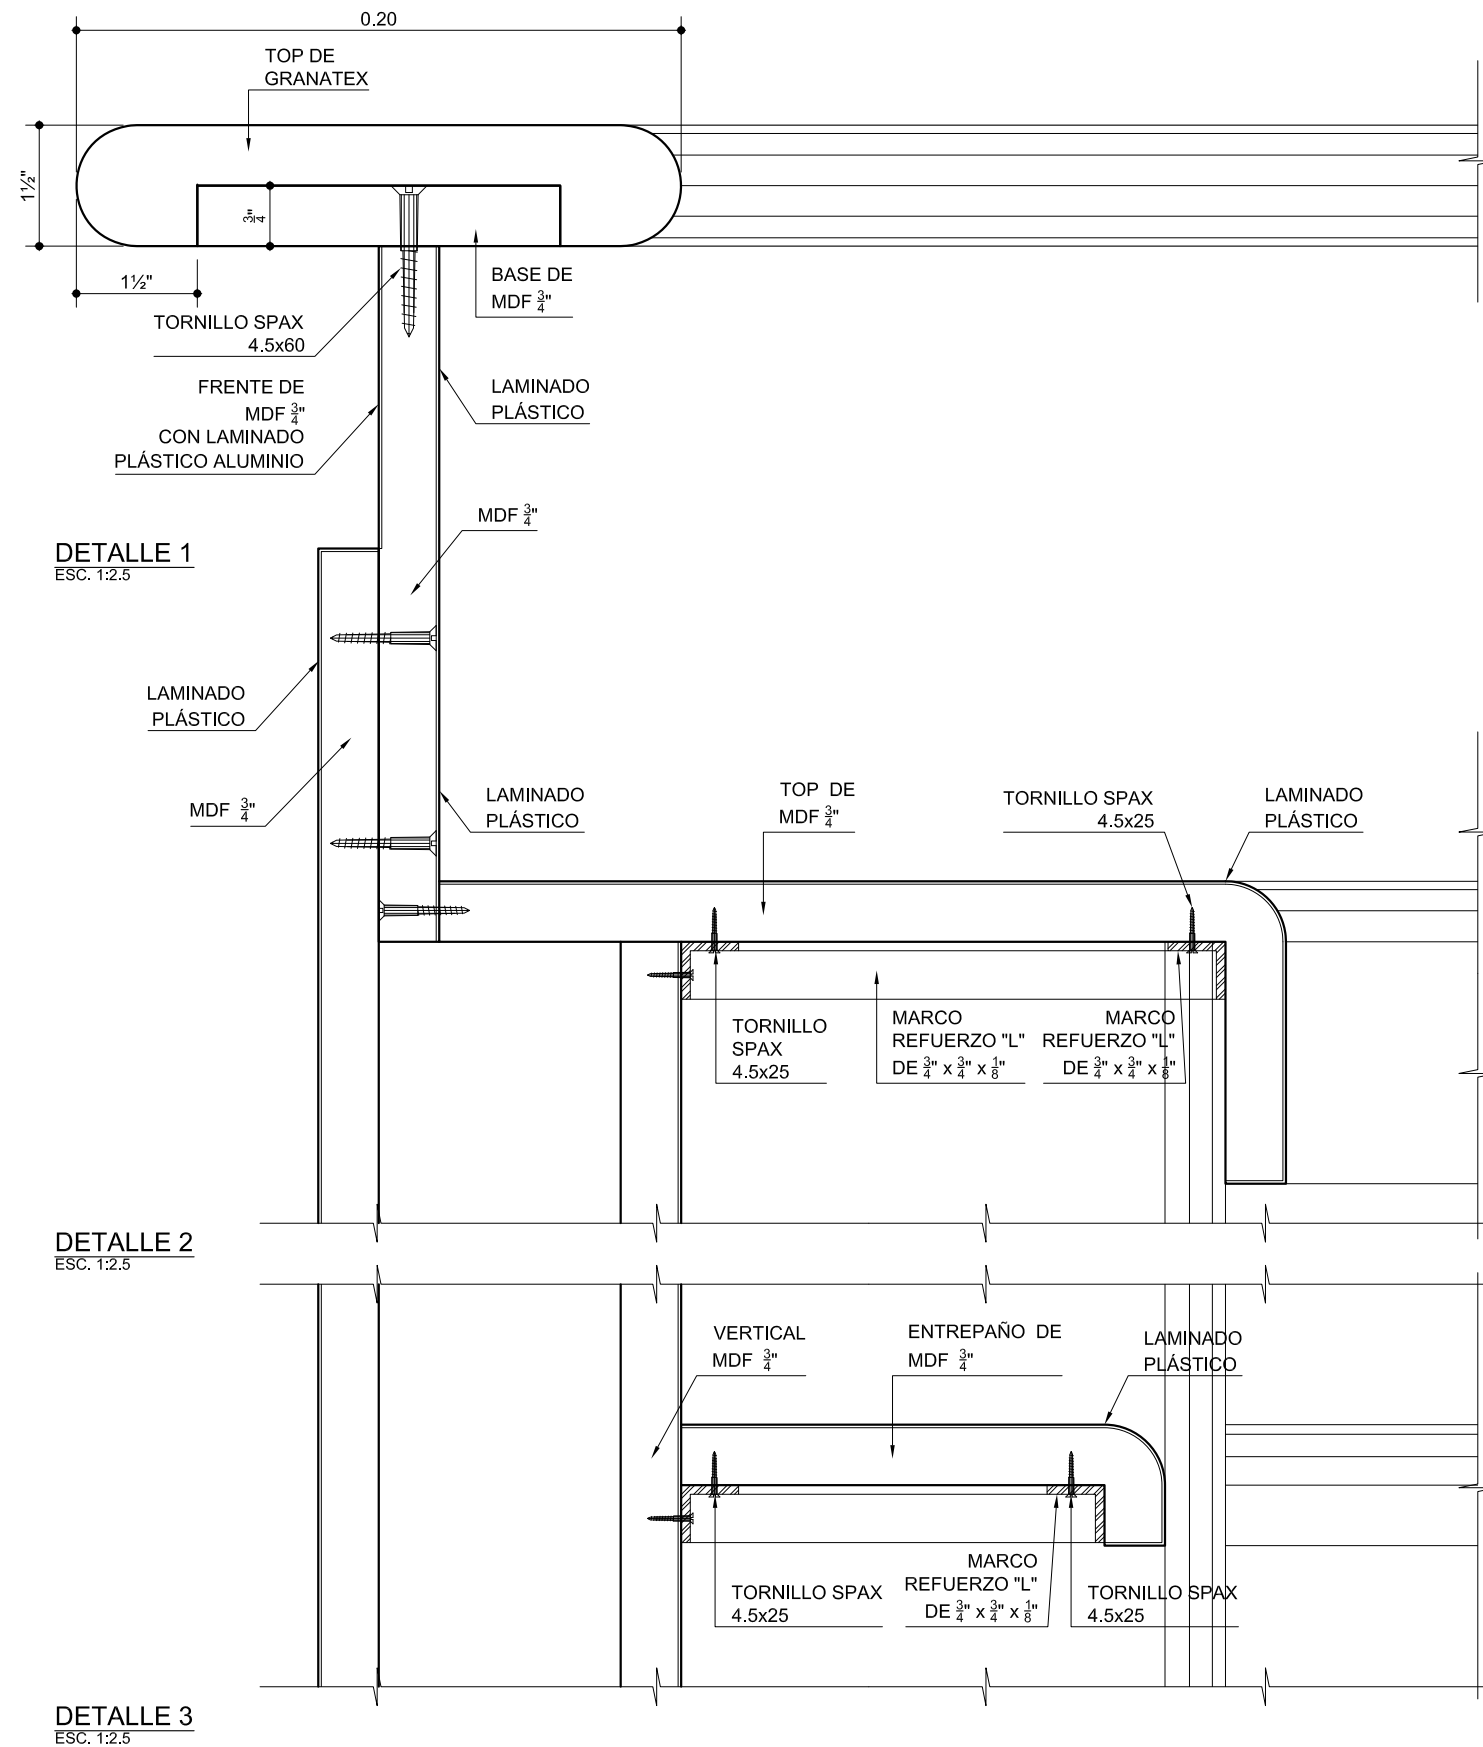 0.20
TOP DE
GRANATEX
1½"
¾"
1½"
BASE DE
MDF ¾"
TORNILLO SPAX
4.5x60
FRENTE DE
MDF ¾"
CON LAMINADO
PLÁSTICO ALUMINIO
LAMINADO
PLÁSTICO
MDF ¾"
DETALLE 1
ESC. 1:2.5
LAMINADO
PLÁSTICO
MDF ¾"
LAMINADO
PLÁSTICO
TOP DE
MDF ¾"
TORNILLO SPAX
4.5x25
LAMINADO
PLÁSTICO
TORNILLO
SPAX
4.5x25
MARCO
REFUERZO "L"
DE ¾" x ¾" x ⅛"
MARCO
REFUERZO "L"
DE ¾" x ¾" x ⅛"
DETALLE 2
ESC. 1:2.5
VERTICAL
MDF ¾"
ENTREPAÑO DE
MDF ¾"
LAMINADO
PLÁSTICO
TORNILLO SPAX
4.5x25
MARCO
REFUERZO "L"
DE ¾" x ¾" x ⅛"
TORNILLO SPAX
4.5x25
DETALLE 3
ESC. 1:2.5